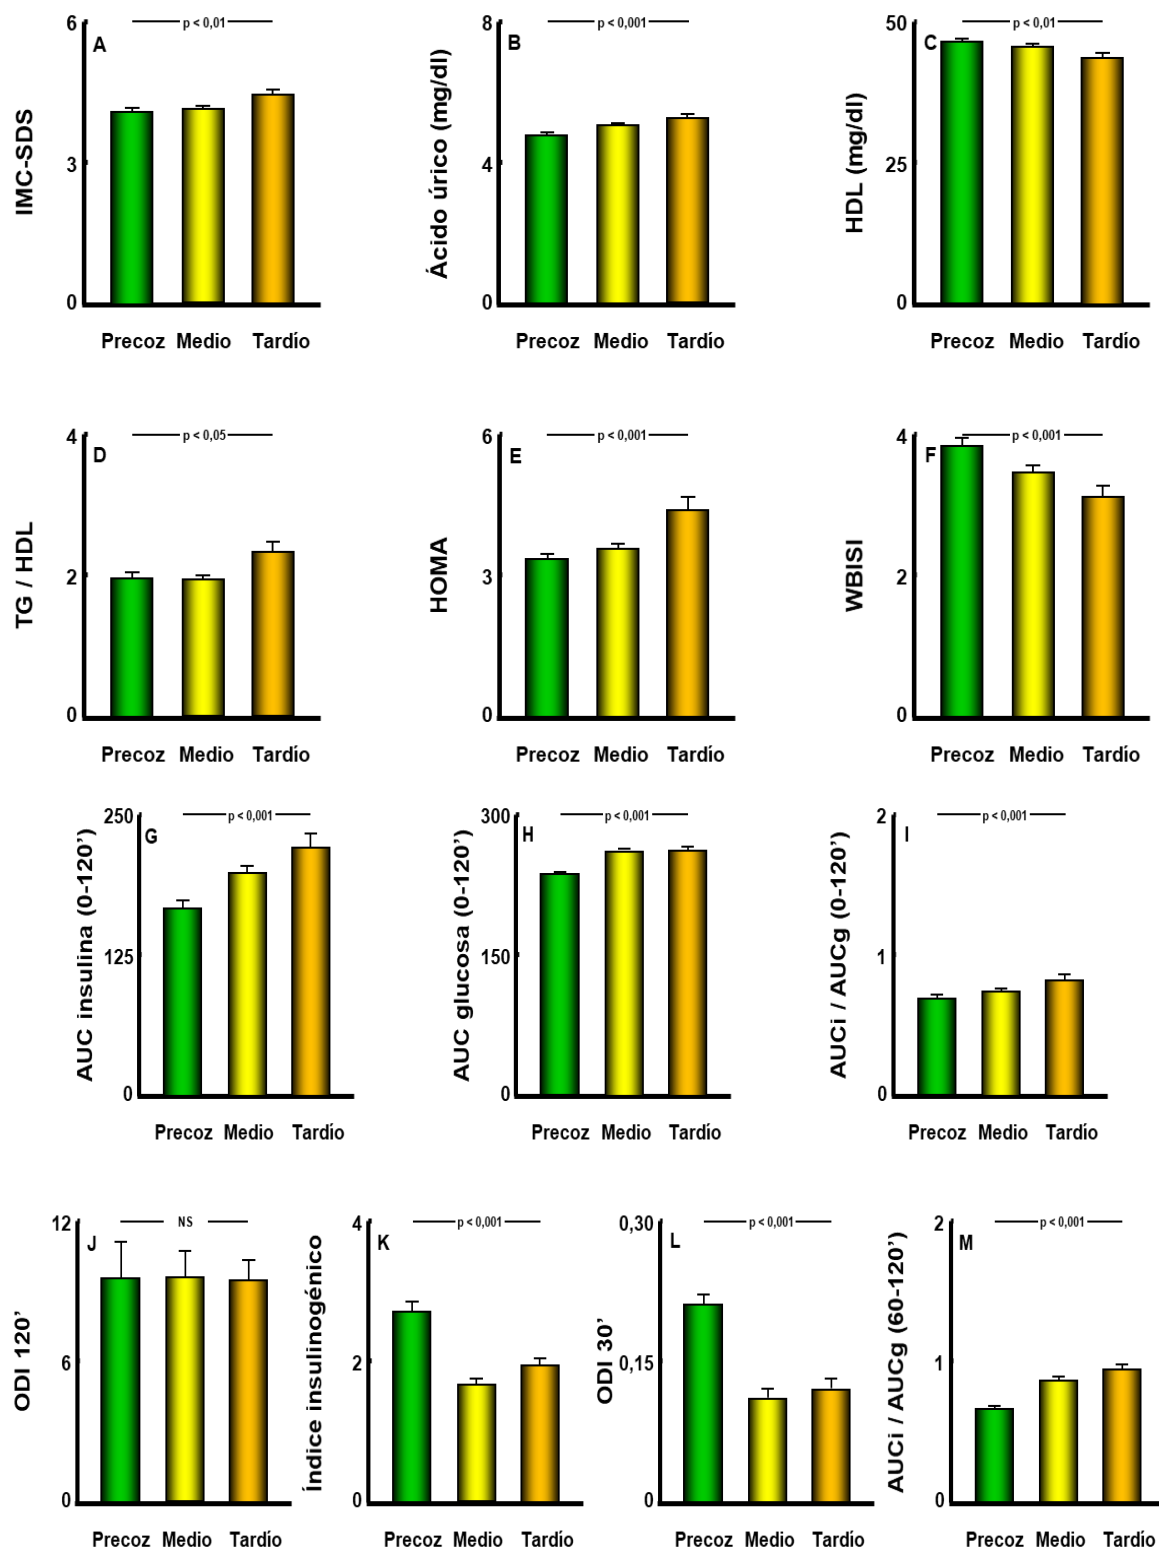 6
p < 0,01
A
IMC-SDS
3
0
Precoz Medio Tardío
8
p < 0,001
B
Ácido úrico (mg/dl)
4
0
Precoz Medio Tardío
50
p < 0,01
C
HDL (mg/dl)
25
0
Precoz Medio Tardío
4
p < 0,05
D
TG / HDL
2
0
Precoz Medio Tardío
6
p < 0,001
E
HOMA
3
0
Precoz Medio Tardío
4
p < 0,001
F
WBISI
2
0
Precoz Medio Tardío
250
p < 0,001
G
AUC insulina (0-120’)
125
0
Precoz Medio Tardío
300
p < 0,001
H
AUC glucosa (0-120’)
150
0
Precoz Medio Tardío
2
p < 0,001
I
AUCi / AUCg (0-120’)
1
0
Precoz Medio Tardío
12
NS
J
ODI 120’
6
0
Precoz Medio Tardío
4
p < 0,001
K
Índice insulinogénico
2
0
Precoz Medio Tardío
0,30
p < 0,001
L
ODI 30’
0,15
0
Precoz Medio Tardío
2
p < 0,001
M
AUCi / AUCg (60-120’)
1
0
Precoz Medio Tardío